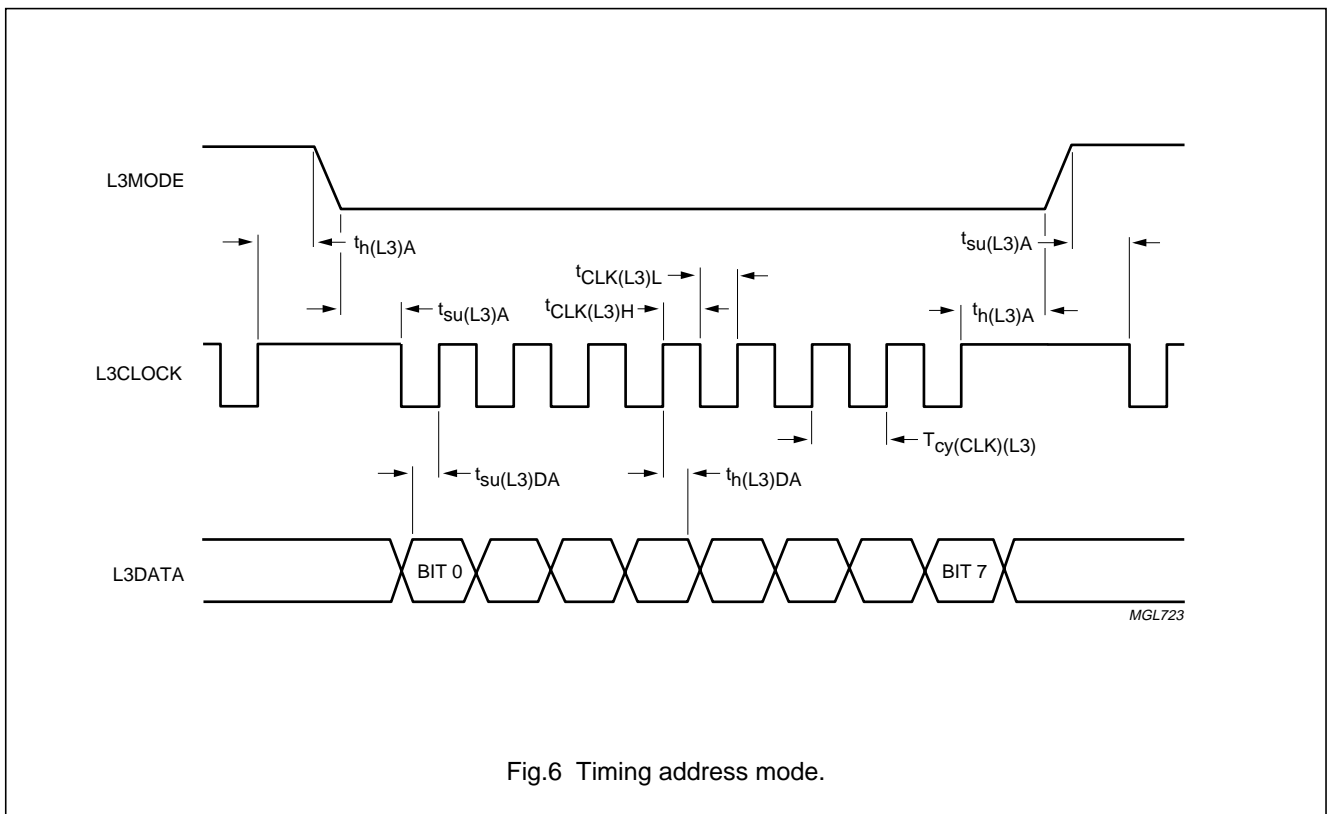 L3MODE
th(L3)A
tsu(L3)A
tCLK(L3)L
tsu(L3)A
tCLK(L3)H
th(L3)A
L3CLOCK
Tcy(CLK)(L3)
tsu(L3)DA
th(L3)DA
L3DATA
BIT 0
BIT 7
MGL723
Fig.6 Timing address mode.